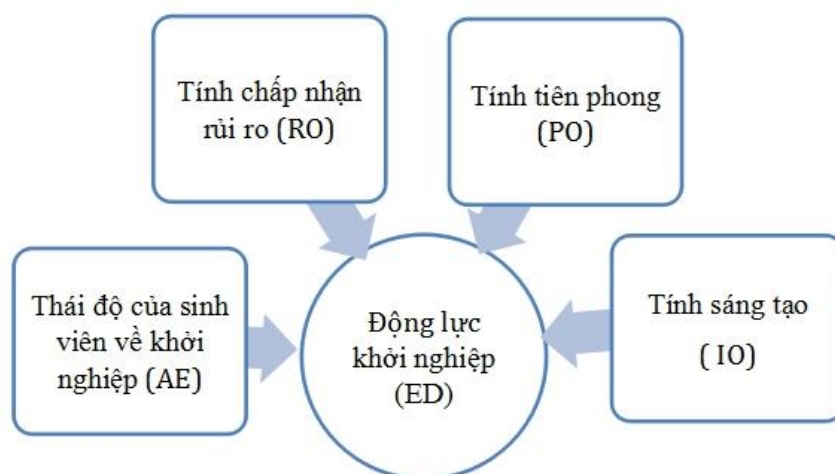 Tính chấp nhận
rủi ro (RO)
Tính tiên phong
(PO)
Thái độ của sinh
viên về khởi
nghiệp (AE)
Động lực
khởi nghiệp
(ED)
Tính sáng tạo
( IO)